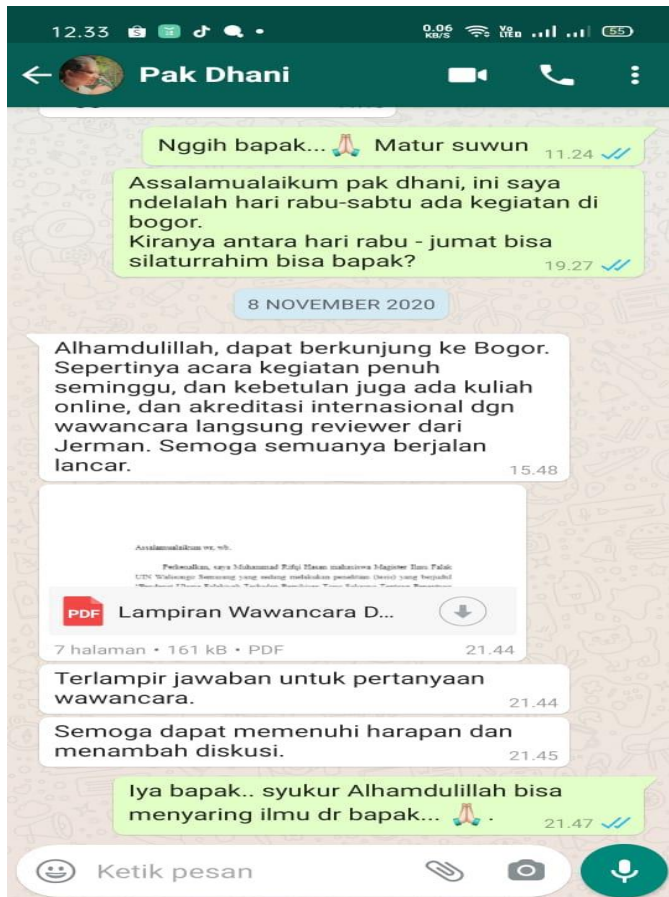 12.33
0.06 KB/S
55
Pak Dhani
Nggih bapak... 🙏 Matur suwun 11.24
Assalamualaikum pak dhani, ini saya
ndelalah hari rabu-sabtu ada kegiatan di
bogor.
Kiranya antara hari rabu - jumat bisa
silaturrahim bisa bapak? 19.27
8 NOVEMBER 2020
Alhamdulillah, dapat berkunjung ke Bogor.
Sepertinya acara kegiatan penuh
seminggu, dan kebetulan juga ada kuliah
online, dan akreditasi internasional dgn
wawancara langsung reviewer dari
Jerman. Semoga semuanya berjalan
lancar. 15.48
Assalamualaikum wr, wb.
Perkenalkan, saya Muhammad Rifqi Hasan mahasiswa Magister Ilmu Falak
UIN Walisongo Semarang yang sedang melakukan penelitian (tesis) yang berjudul
PDF Lampiran Wawancara D...
7 halaman • 161 kB • PDF 21.44
Terlampir jawaban untuk pertanyaan
wawancara. 21.44
Semoga dapat memenuhi harapan dan
menambah diskusi. 21.45
Iya bapak.. syukur Alhamdulillah bisa
menyaring ilmu dr bapak... 🙏 . 21.47
Ketik pesan